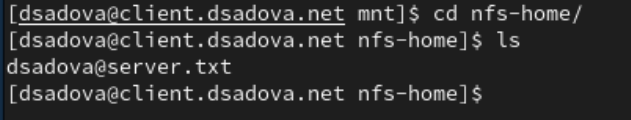 [dsadova@client.dsadova.net mnt]$ cd nfs-home/
[dsadova@client.dsadova.net nfs-home]$ ls
dsadova@server.txt
[dsadova@client.dsadova.net nfs-home]$